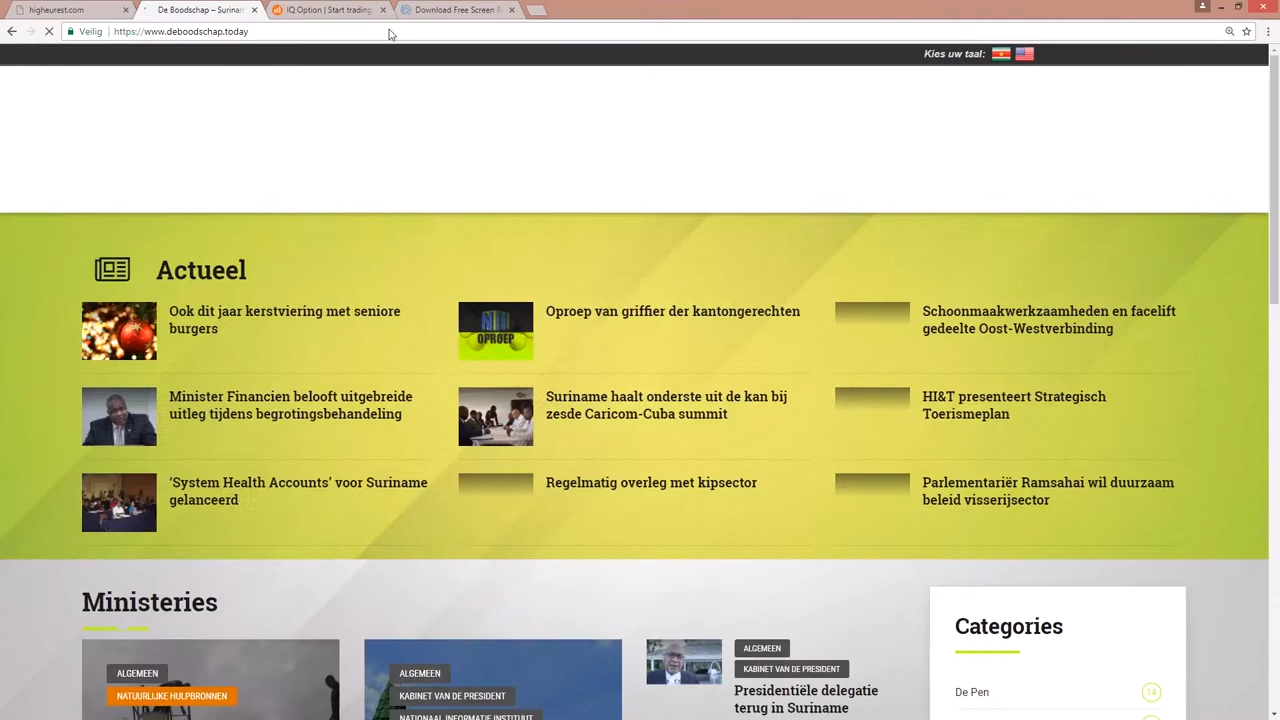 higheurest.com
De Boodschap – Surinam
IQ Option | Start trading
Download Free Screen R
Veilig
https://www.deboodschap.today
Kies uw taal:
Actueel
Ook dit jaar kerstviering met seniore
burgers
Oproep van griffier der kantongerechten
Schoonmaakwerkzaamheden en facelift
gedeelte Oost-Westverbinding
OPROEP
Minister Financien belooft uitgebreide
uitleg tijdens begrotingsbehandeling
Suriname haalt onderste uit de kan bij
zesde Caricom-Cuba summit
HI&T presenteert Strategisch
Toerismeplan
‘System Health Accounts’ voor Suriname
gelanceerd
Regelmatig overleg met kipsector
Parlementariër Ramsahai wil duurzaam
beleid visserijsector
Ministeries
ALGEMEEN
NATUURLIJKE HULPBRONNEN
ALGEMEEN
KABINET VAN DE PRESIDENT
NATIONAAL INFORMATIE INSTITUUT
ALGEMEEN
KABINET VAN DE PRESIDENT
Presidentiële delegatie
terug in Suriname
Categories
De Pen
14